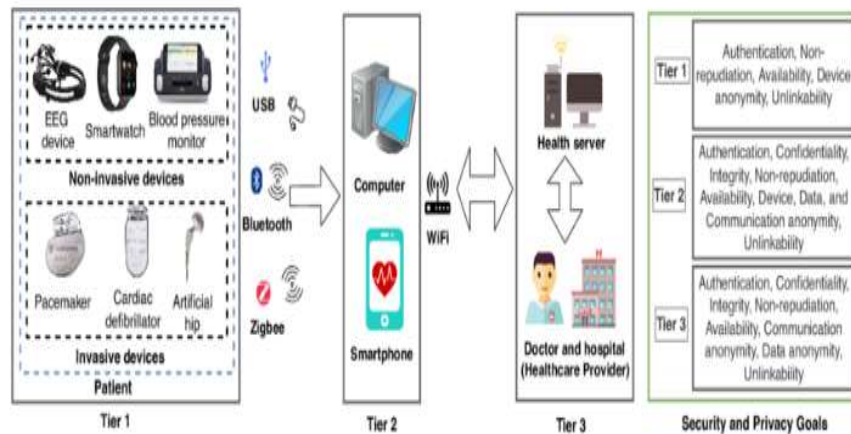 EEG
device
Smartwatch
Blood pressure
monitor
Non-invasive devices
Pacemaker
Cardiac
defibrillator
Artificial
hip
Invasive devices
Patient
Tier 1
USB
Bluetooth
Zigbee
Computer
Smartphone
Tier 2
WiFi
Health server
Doctor and hospital
(Healthcare Provider)
Tier 3
Tier 1
Authentication, Non-
repudiation, Availability, Device
anonymity, Unlinkability
Tier 2
Authentication, Confidentiality,
Integrity, Non-repudiation,
Availability, Device, Data, and
Communication anonymity,
Unlinkability
Tier 3
Authentication, Confidentiality,
Integrity, Non-repudiation,
Availability, Communication
anonymity, Data anonymity,
Unlinkability
Security and Privacy Goals